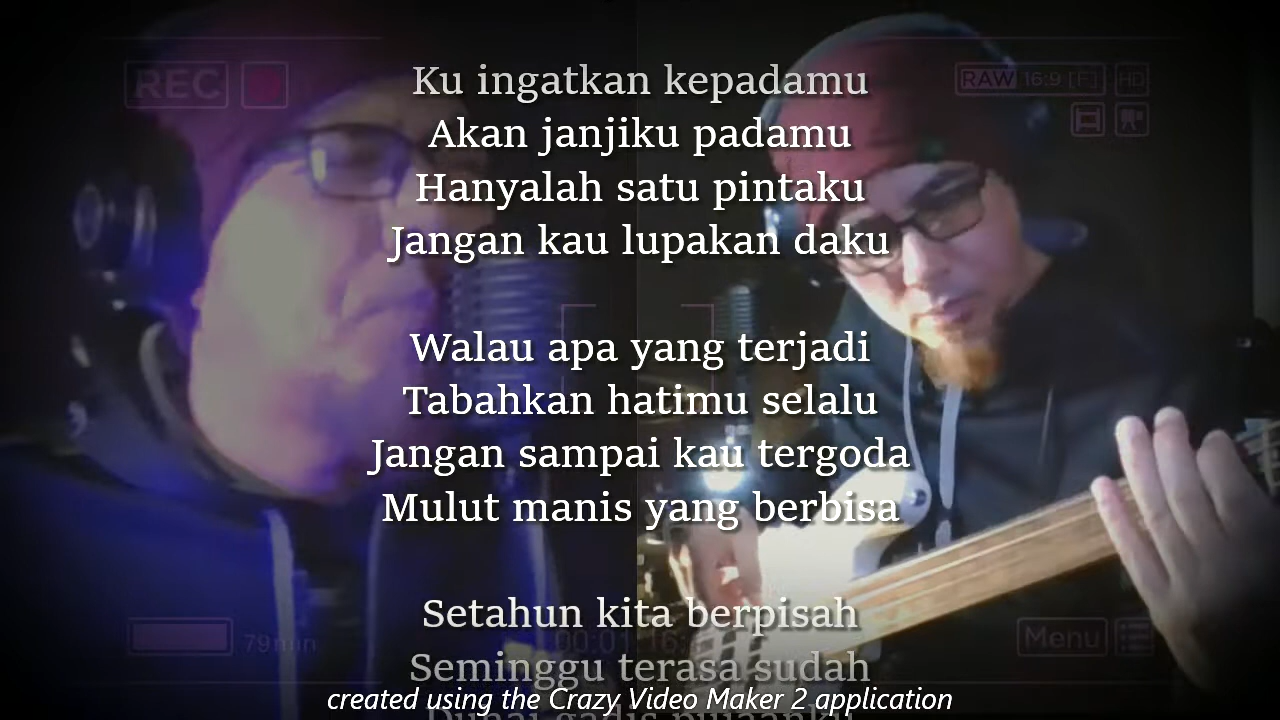 REC
RAW 16:9 [F] HD
Ku ingatkan kepadamu
Akan janjiku padamu
Hanyalah satu pintaku
Jangan kau lupakan daku
Walau apa yang terjadi
Tabahkan hatimu selalu
Jangan sampai kau tergoda
Mulut manis yang berbisa
Setahun kita berpisah
79min
Menu
Seminggu terasa sudah
created using the Crazy Video Maker 2 application